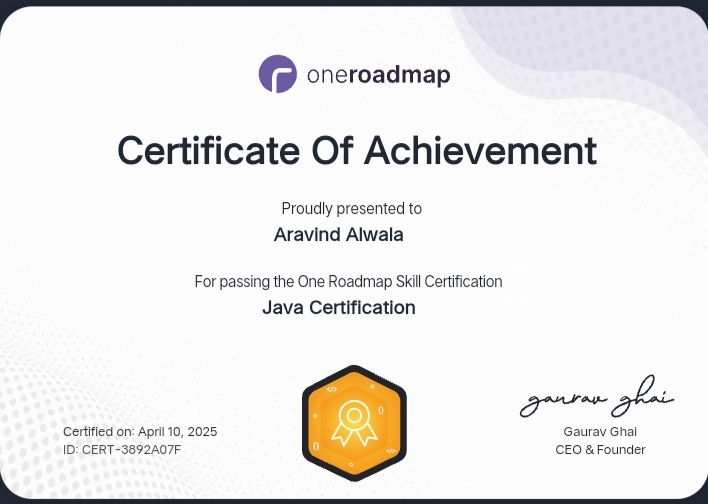 oneroadmap
Certificate Of Achievement
Proudly presented to
Aravind Alwala
For passing the One Roadmap Skill Certification
Java Certification
Certified on: April 10, 2025
ID: CERT-3892A07F
gaurav ghai
Gaurav Ghai
CEO & Founder